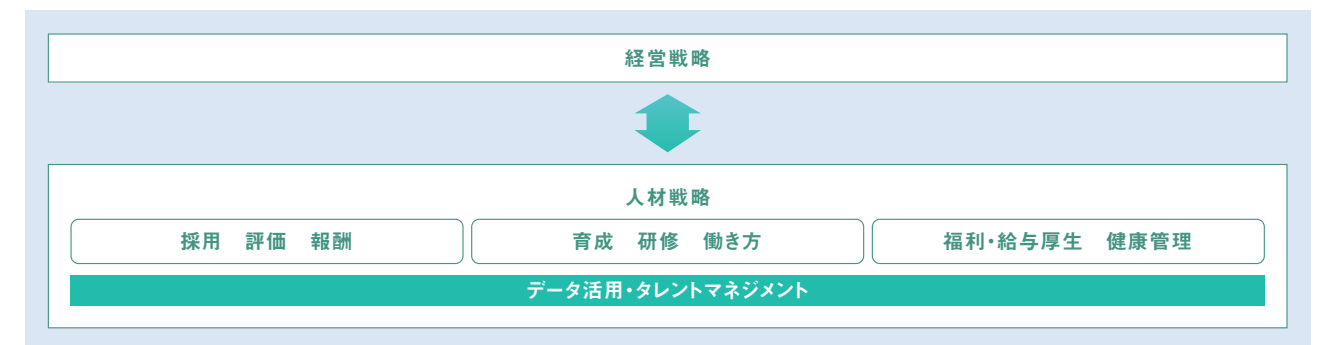 経営戦略
人材戦略
採用　評価　報酬
育成　研修　働き方
福利・給与厚生　健康管理
データ活用・タレントマネジメント